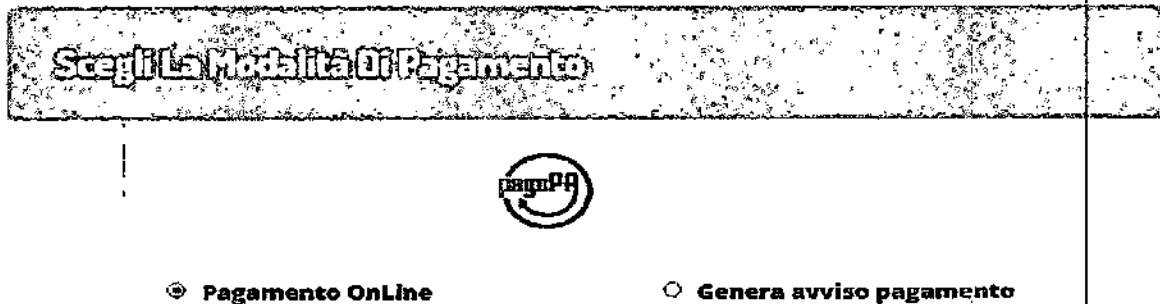 Scegli La Modalità Di Pagamento
pagoPA
Pagamento OnLine
Genera avviso pagamento